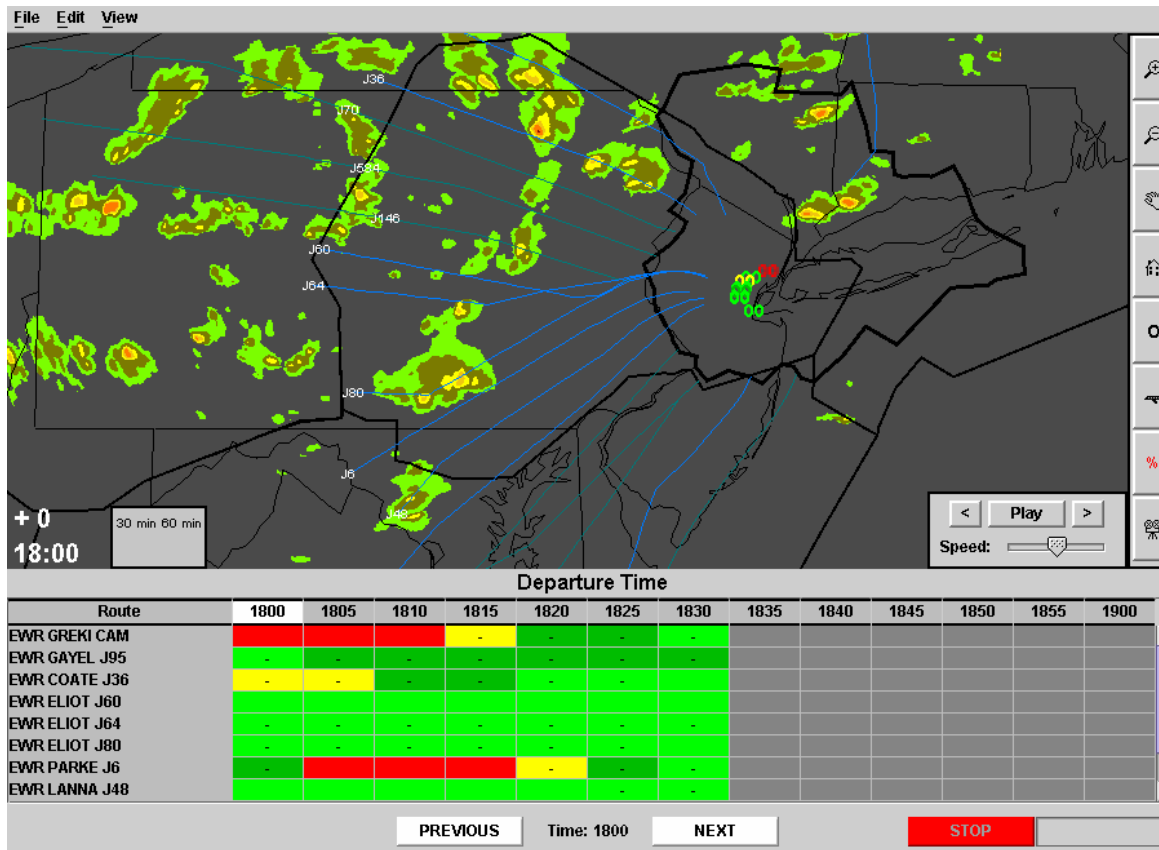 File Edit View
J36
J70
J584
J146
J60
J64
J80
J6
J48
%
+ 0
18:00
30 min 60 min
< Play >
Speed:
Departure Time
Route 1800 1805 1810 1815 1820 1825 1830 1835 1840 1845 1850 1855 1900
EWR GREKI CAM - - - -
EWR GAYEL J95 - - - - - - -
EWR COATE J36 - - - - - - -
EWR ELIOT J60
EWR ELIOT J64 - - - - - - -
EWR ELIOT J80 - - - - - - -
EWR PARKE J6 - - - -
EWR LANNA J48 - -
PREVIOUS Time: 1800 NEXT STOP